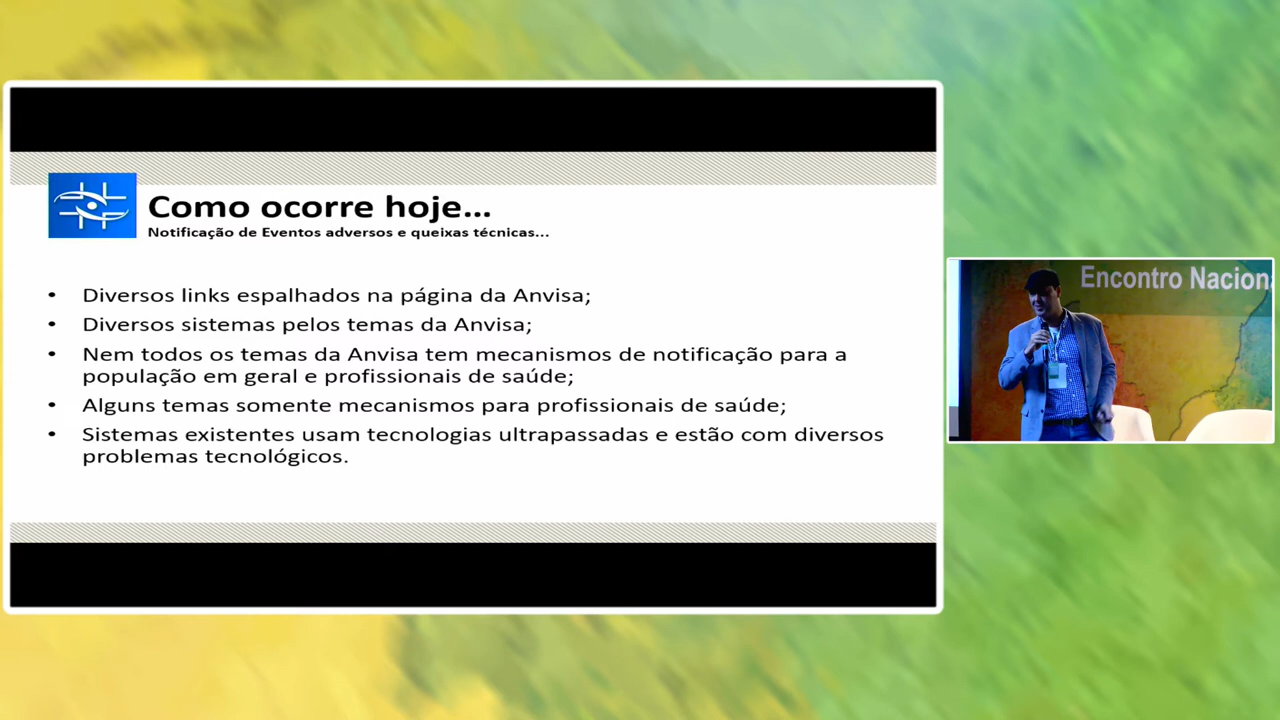 Como ocorre hoje...
Notificação de Eventos adversos e queixas técnicas...
• Diversos links espalhados na página da Anvisa;
• Diversos sistemas pelos temas da Anvisa;
• Nem todos os temas da Anvisa tem mecanismos de notificação para a
população em geral e profissionais de saúde;
• Alguns temas somente mecanismos para profissionais de saúde;
• Sistemas existentes usam tecnologias ultrapassadas e estão com diversos
problemas tecnológicos.
Encontro Naciona